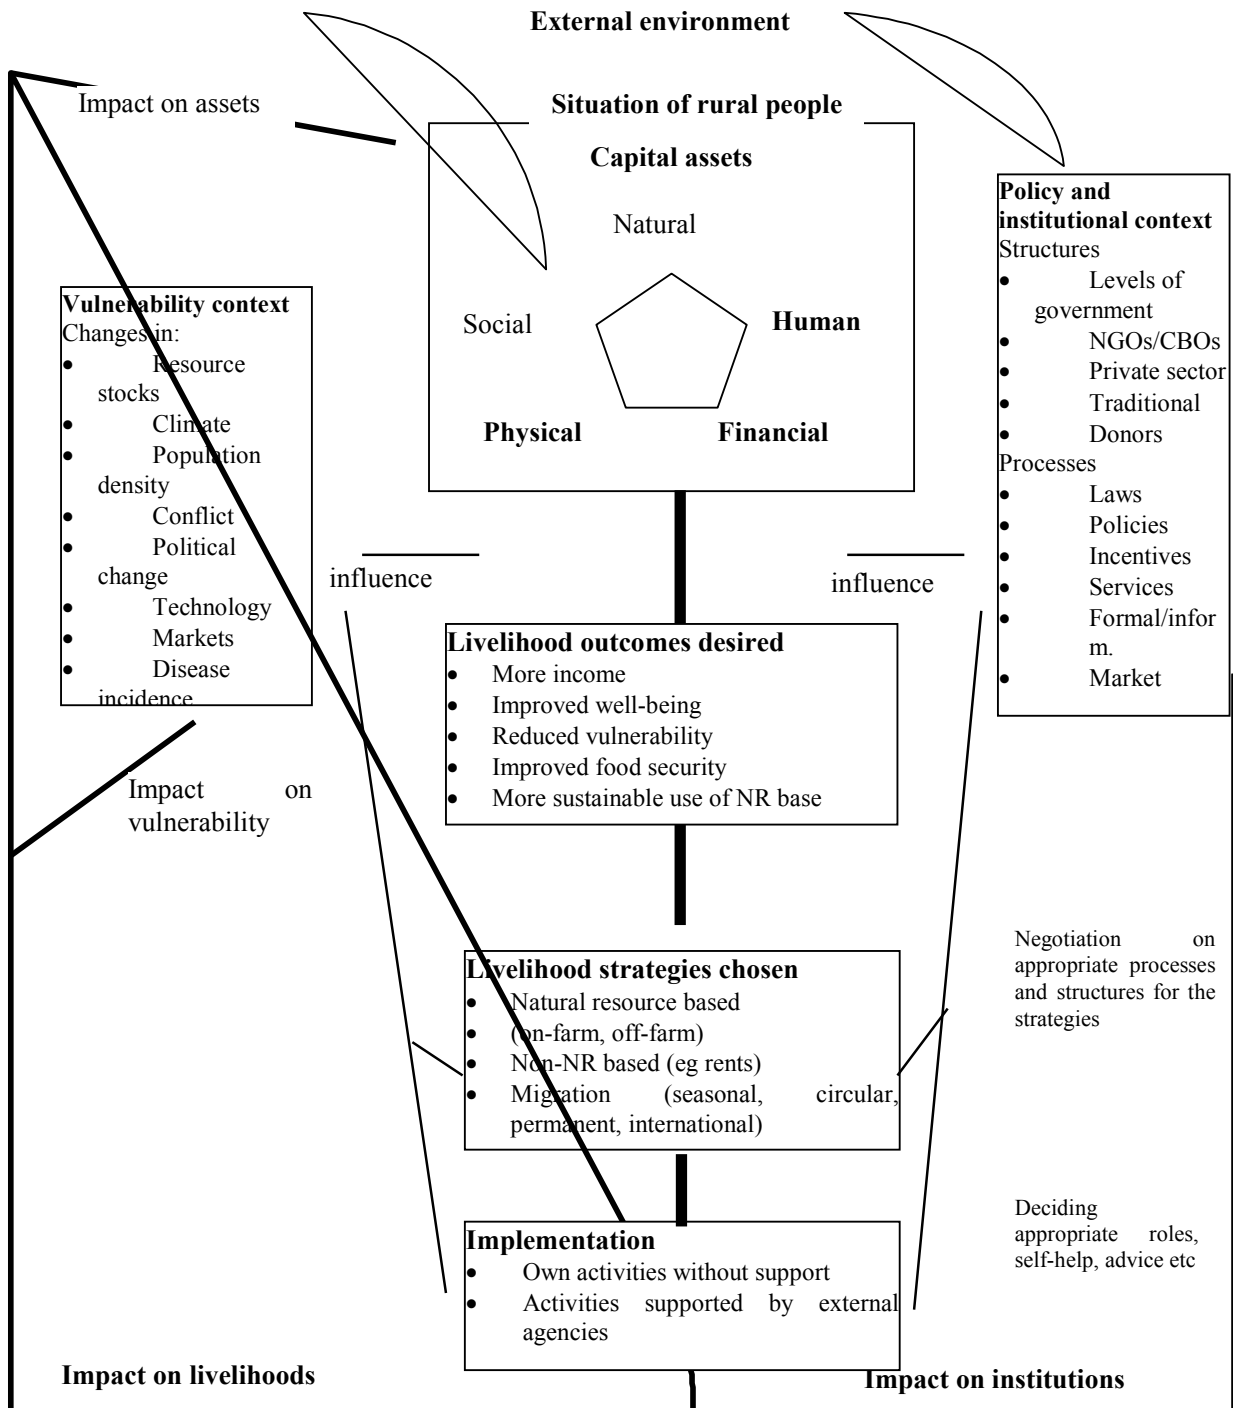 External environment
Impact on assets
Situation of rural people
Capital assets
Natural
Social
Human
Physical
Financial
Vulnerability context
Changes in:
● Resource
stocks
● Climate
● Population
density
● Conflict
● Political
change
● Technology
● Markets
● Disease
incidence
Policy and
institutional context
Structures
● Levels of
government
● NGOs/CBOs
● Private sector
● Traditional
● Donors
Processes
● Laws
● Policies
● Incentives
● Services
● Formal/infor
m.
● Market
influence
influence
Livelihood outcomes desired
● More income
● Improved well-being
● Reduced vulnerability
● Improved food security
● More sustainable use of NR base
Impact on
vulnerability
Livelihood strategies chosen
● Natural resource based
● (on-farm, off-farm)
● Non-NR based (eg rents)
● Migration (seasonal, circular,
permanent, international)
Negotiation on
appropriate processes
and structures for the
strategies
Deciding
appropriate roles,
self-help, advice etc
Implementation
● Own activities without support
● Activities supported by external
agencies
Impact on livelihoods
Impact on institutions